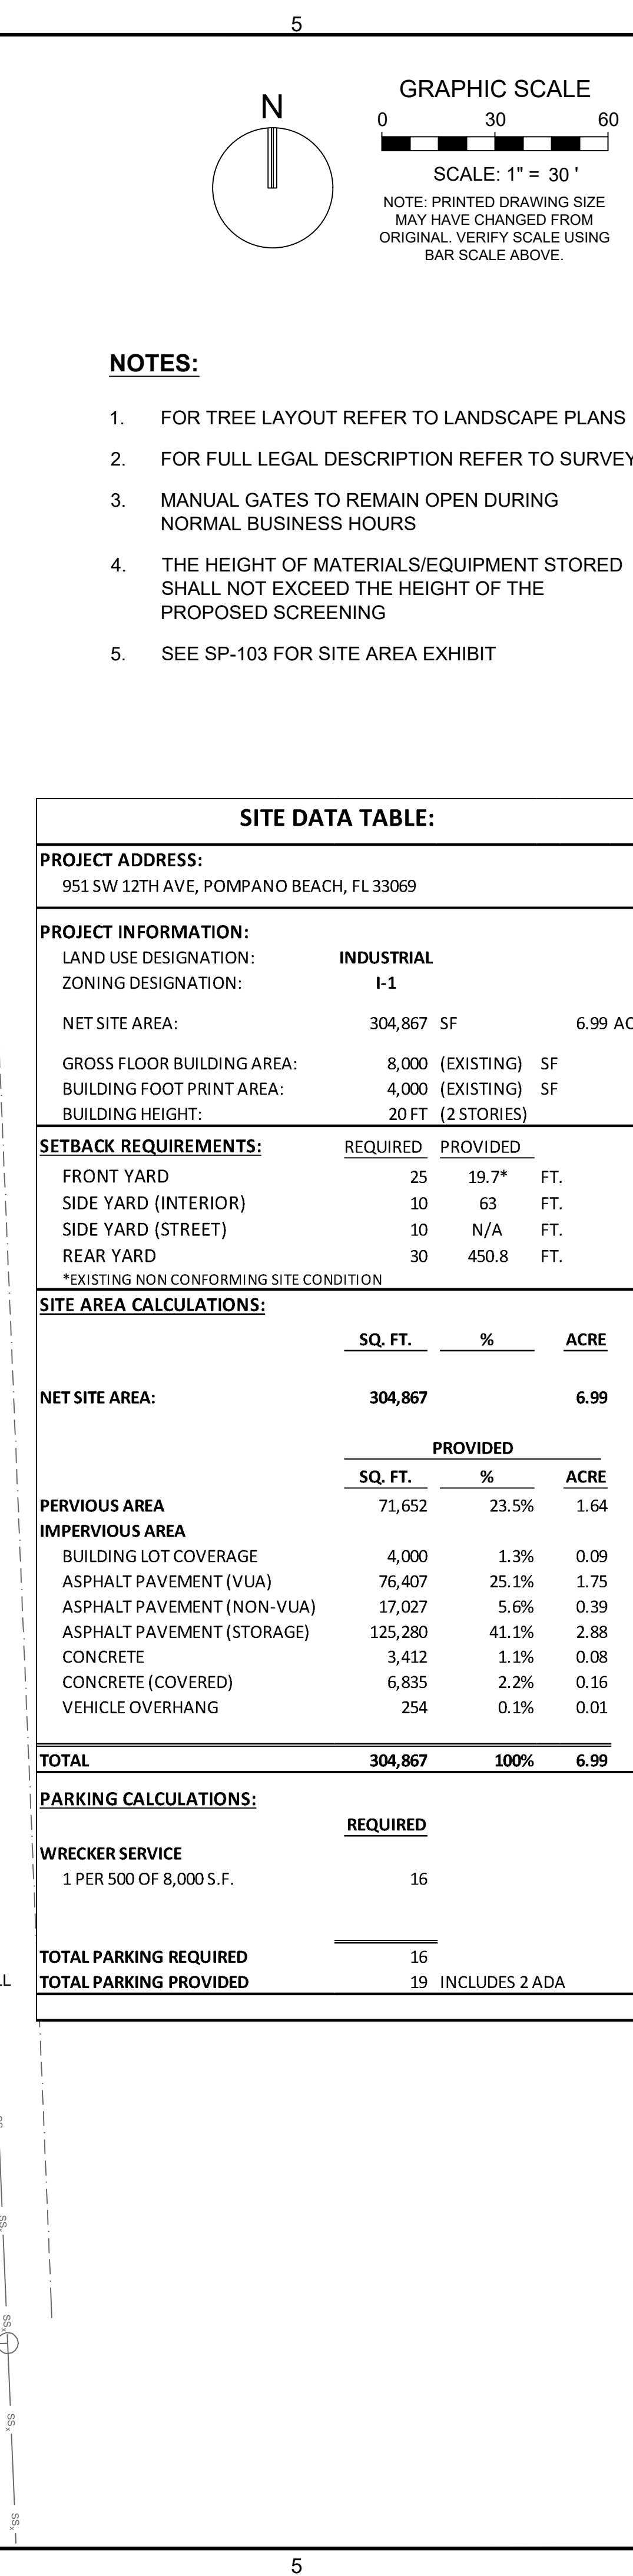 5
N
GRAPHIC SCALE
0 30 60
SCALE: 1" = 30 '
NOTE: PRINTED DRAWING SIZE
MAY HAVE CHANGED FROM
ORIGINAL. VERIFY SCALE USING
BAR SCALE ABOVE.
NOTES:
1. FOR TREE LAYOUT REFER TO LANDSCAPE PLANS
2. FOR FULL LEGAL DESCRIPTION REFER TO SURVEY
3. MANUAL GATES TO REMAIN OPEN DURING
NORMAL BUSINESS HOURS
4. THE HEIGHT OF MATERIALS/EQUIPMENT STORED
SHALL NOT EXCEED THE HEIGHT OF THE
PROPOSED SCREENING
5. SEE SP-103 FOR SITE AREA EXHIBIT
SITE DATA TABLE:
PROJECT ADDRESS:
951 SW 12TH AVE, POMPANO BEACH, FL 33069
PROJECT INFORMATION:
LAND USE DESIGNATION: INDUSTRIAL
ZONING DESIGNATION: I-1
NET SITE AREA: 304,867 SF 6.99 AC
GROSS FLOOR BUILDING AREA: 8,000 (EXISTING) SF
BUILDING FOOT PRINT AREA: 4,000 (EXISTING) SF
BUILDING HEIGHT: 20 FT (2 STORIES)
SETBACK REQUIREMENTS: REQUIRED PROVIDED
FRONT YARD 25 19.7* FT.
SIDE YARD (INTERIOR) 10 63 FT.
SIDE YARD (STREET) 10 N/A FT.
REAR YARD 30 450.8 FT.
*EXISTING NON CONFORMING SITE CONDITION
SITE AREA CALCULATIONS:
SQ. FT. % ACRE
NET SITE AREA: 304,867 6.99
PROVIDED
SQ. FT. % ACRE
PERVIOUS AREA 71,652 23.5% 1.64
IMPERVIOUS AREA
BUILDING LOT COVERAGE 4,000 1.3% 0.09
ASPHALT PAVEMENT (VUA) 76,407 25.1% 1.75
ASPHALT PAVEMENT (NON-VUA) 17,027 5.6% 0.39
ASPHALT PAVEMENT (STORAGE) 125,280 41.1% 2.88
CONCRETE 3,412 1.1% 0.08
CONCRETE (COVERED) 6,835 2.2% 0.16
VEHICLE OVERHANG 254 0.1% 0.01
TOTAL 304,867 100% 6.99
PARKING CALCULATIONS:
REQUIRED
WRECKER SERVICE
1 PER 500 OF 8,000 S.F. 16
TOTAL PARKING REQUIRED 16
TOTAL PARKING PROVIDED 19 INCLUDES 2 ADA
SSx
SSx
SSx
SSx
5